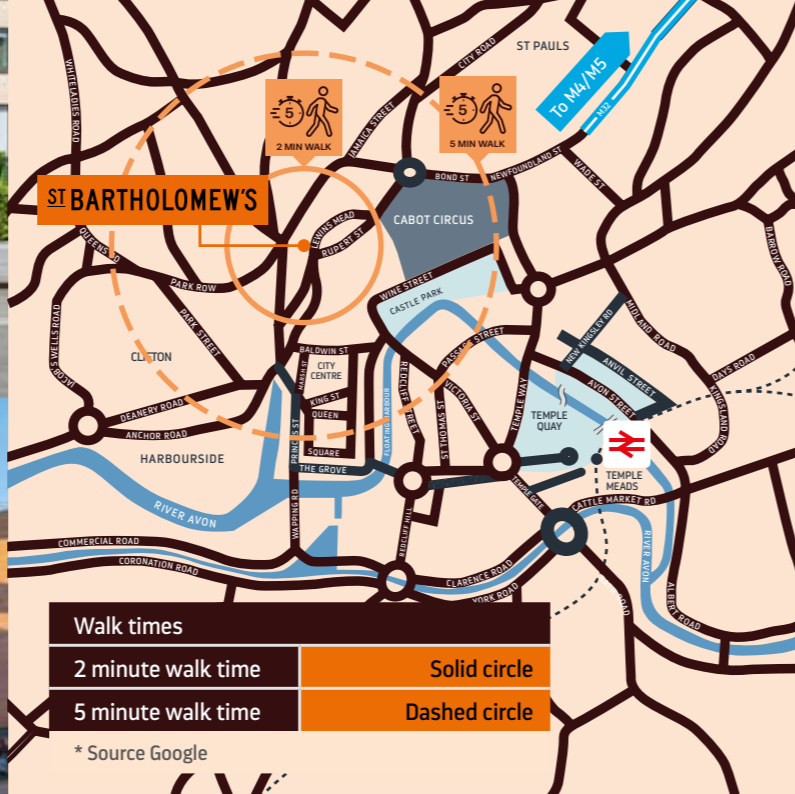 ST PAULS
CITY ROAD
To M4/M5
M32
WHITELADIES ROAD
JAMAICA STREET
5
2 MIN WALK
5
5 MIN WALK
BOND ST
NEWFOUNDLAND ST
WADE ST
ST BARTHOLOMEW'S
LEWINS MEAD
RUPERT ST
CABOT CIRCUS
QUEENS RD
BARROW ROAD
PARK ROW
WINE STREET
CASTLE PARK
PARK STREET
JACOB'S WELLS ROAD
CLIFTON
BALDWIN ST
MARSH ST
CITY
CENTRE
KING ST
QUEEN
SQUARE
PRINCES ST
THE GROVE
REDCLIFF STREET
FLOATING HARBOUR
ST THOMAS ST
VICTORIA ST
PASSAGE STREET
TEMPLE WAY
NEW KINGSLEY RD
ANVIL STREET
AVON STREET
MIDLAND ROAD
DAYS ROAD
KINGSLAND ROAD
TEMPLE
QUAY
DEANERY ROAD
ANCHOR ROAD
HARBOURSIDE
RIVER AVON
TEMPLE
MEADS
TEMPLE GATE
CATTLE MARKET RD
WAPPING RD
REDCLIFF HILL
COMMERCIAL ROAD
CORONATION ROAD
CLARENCE ROAD
YORK ROAD
RIVER AVON
ALBERT ROAD
Walk times
2 minute walk time Solid circle
5 minute walk time Dashed circle
* Source Google